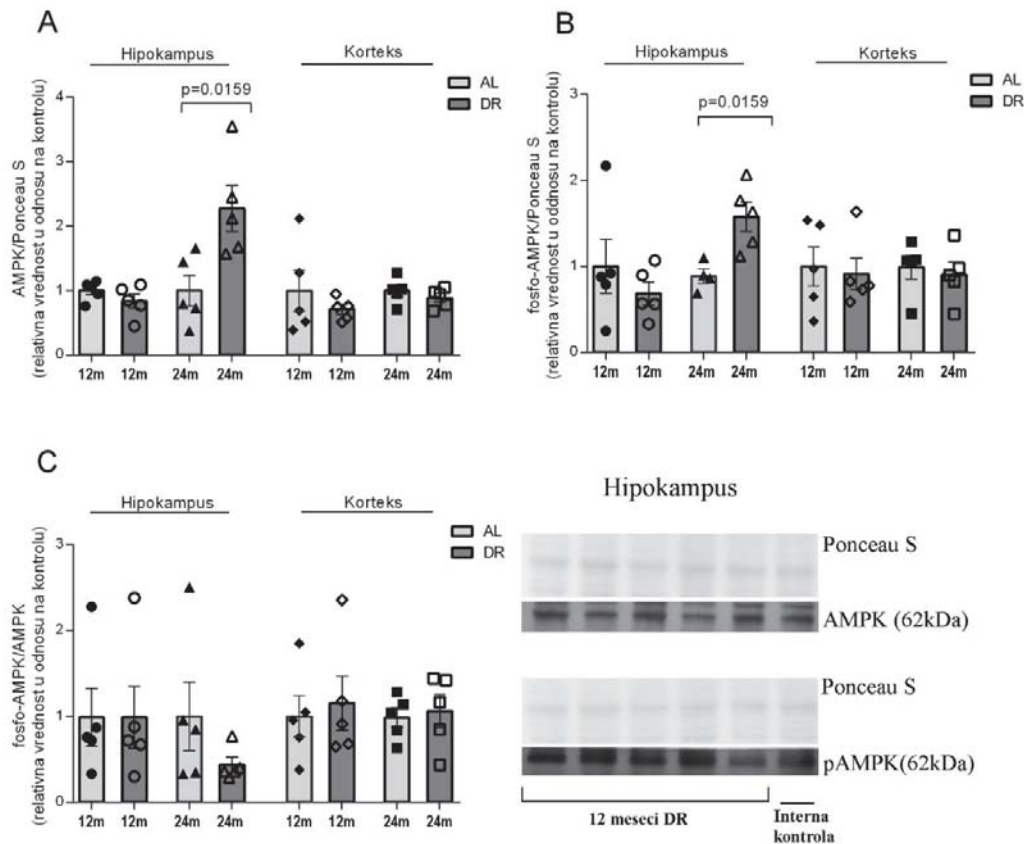 A
Hipokampus
Korteks
AL
DR
p=0.0159
AMPK/Ponceau S
(relativna vrednost u odnosu na kontrolu)
4
3
2
1
0
12m 12m 24m 24m 12m 12m 24m 24m
B
Hipokampus
Korteks
AL
DR
p=0.0159
fosfo-AMPK/Ponceau S
(relativna vrednost u oddnosu na kontrolu)
3
2
1
0
12m 12m 24m 24m 12m 12m 24m 24m
C
Hipokampus
Korteks
AL
DR
fosfo-AMPK/AMPK
(relativna vrednost u odnosu na kontrolu)
3
2
1
0
12m 12m 24m 24m 12m 12m 24m 24m
Hipokampus
Ponceau S
AMPK (62kDa)
Ponceau S
pAMPK(62kDa)
12 meseci DR
Interna
kontrola